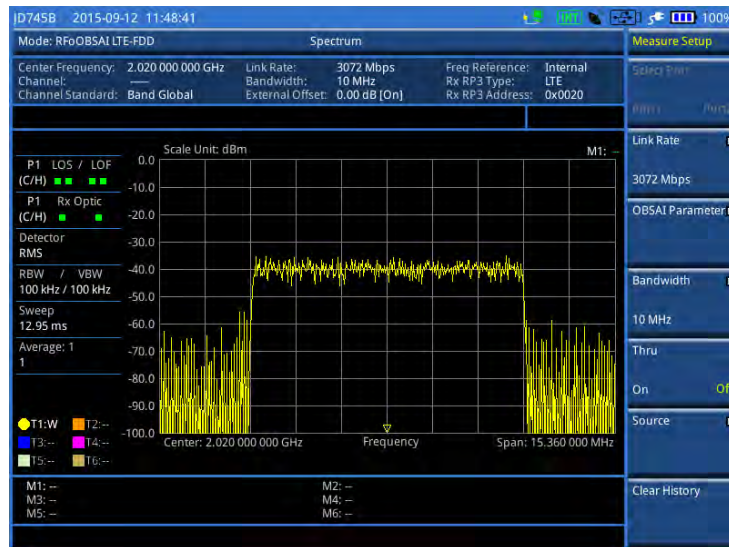 JD745B 2015-09-12 11:48:41 INT 100%
Mode: RFoOBSAI LTE-FDD Spectrum
Measure Setup
Center Frequency: 2.020 000 000 GHz Link Rate: 3072 Mbps Freq Reference: Internal
Channel: ---- Bandwidth: 10 MHz Rx RP3 Type: LTE
Channel Standard: Band Global External Offset: 0.00 dB [On] Rx RP3 Address: 0x0020
Select Port
Port1 Port2
Scale Unit: dBm M1: --
P1 LOS / LOF
(C/H)
P1 Rx Optic
(C/H)
Detector
RMS
RBW / VBW
100 kHz / 100 kHz
Sweep
12.95 ms
Average: 1
1
T1:W T2:--
T3:-- T4:--
T5:-- T6:--
0.0
-10.0
-20.0
-30.0
-40.0
-50.0
-60.0
-70.0
-80.0
-90.0
-100.0
Center: 2.020 000 000 GHz Frequency Span: 15.360 000 MHz
M1: -- M2: --
M3: -- M4: --
M5: -- M6: --
Link Rate
3072 Mbps
OBSAI Parameter
Bandwidth
10 MHz
Thru
On Off
Source
Clear History